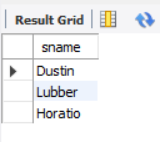 Result Grid
sname
Dustin
Lubber
Horatio